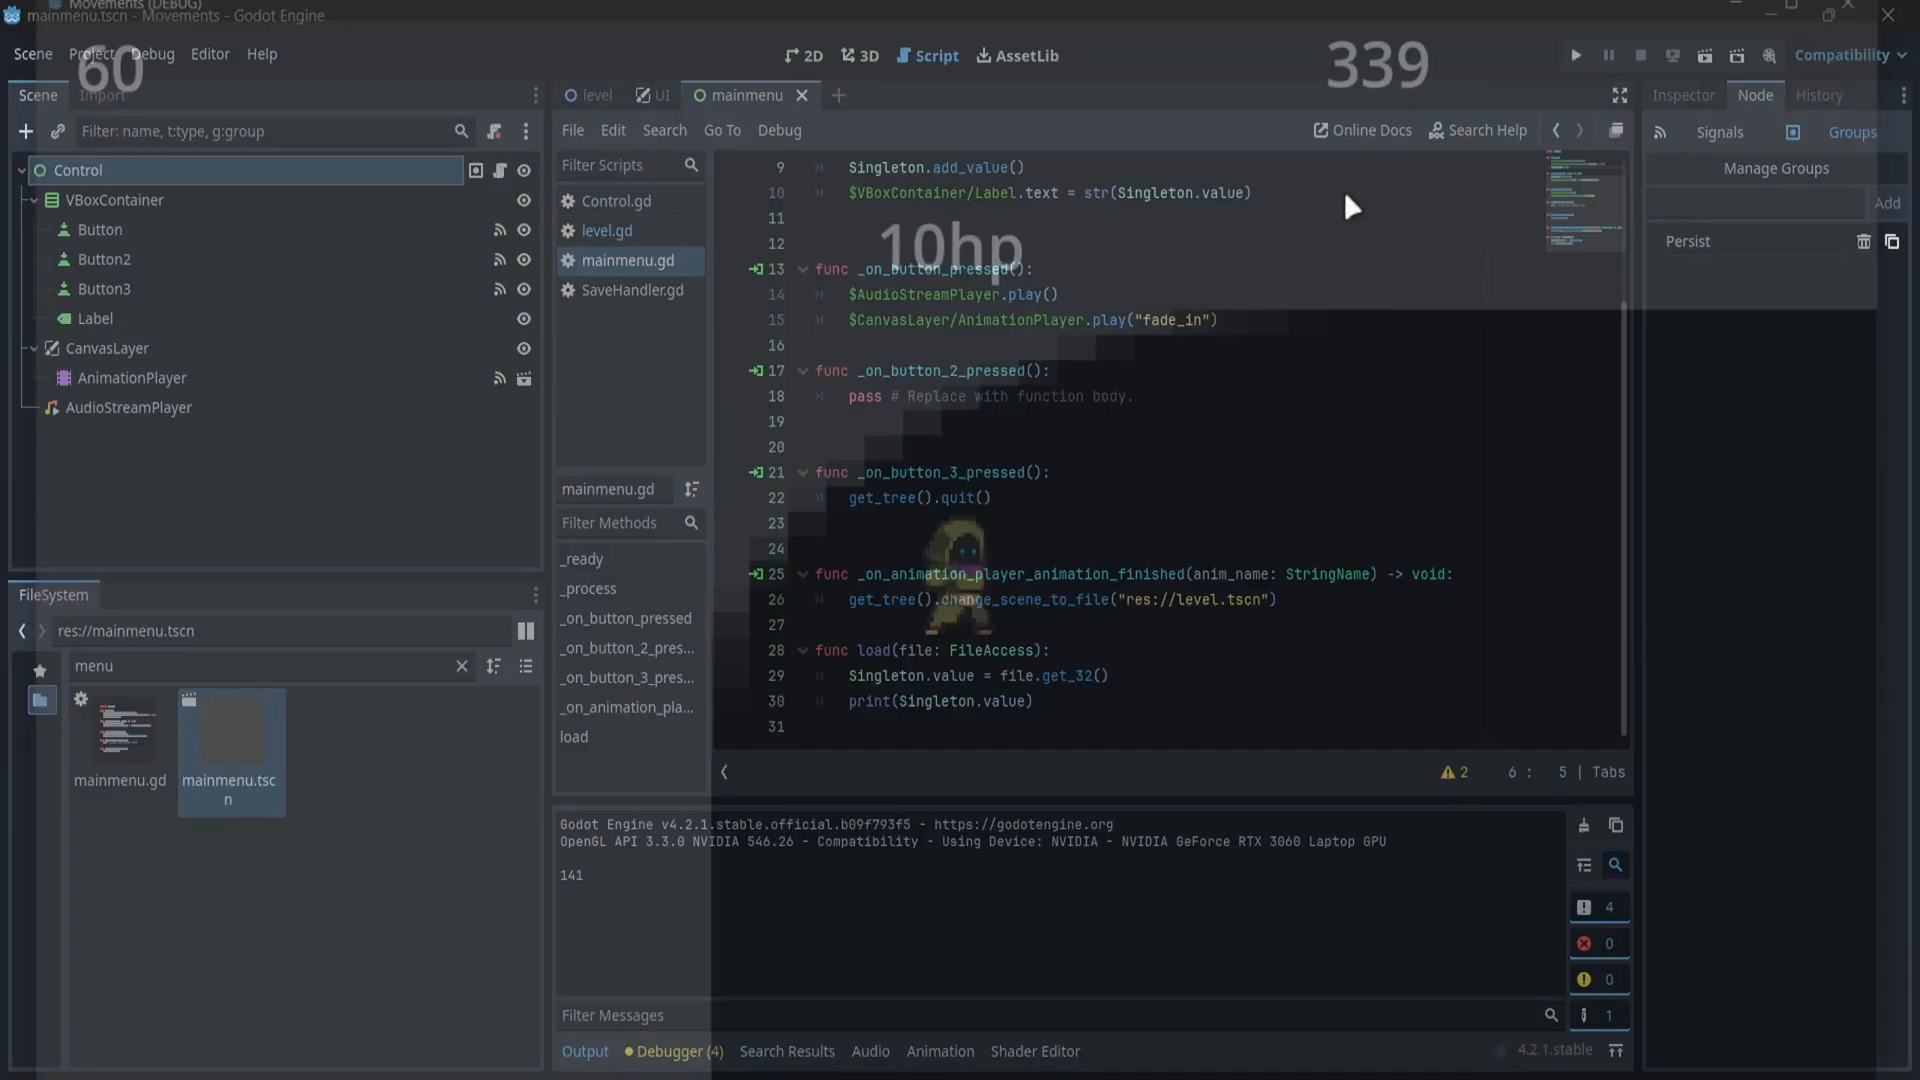 Movements (DEBUG)
mainmenu.tscn - Movements - Godot Engine
Scene Project Debug Editor Help
2D 3D Script AssetLib
Compatibility
60
339
10hp
Scene Import
Filter: name, t:type, g:group
Control
VBoxContainer
Button
Button2
Button3
Label
CanvasLayer
AnimationPlayer
AudioStreamPlayer
FileSystem
res://mainmenu.tscn
menu
mainmenu.gd
mainmenu.tsc
n
level UI mainmenu
File Edit Search Go To Debug
Online Docs Search Help
Filter Scripts
Control.gd
level.gd
mainmenu.gd
SaveHandler.gd
mainmenu.gd
Filter Methods
_ready
_process
_on_button_pressed
_on_button_2_pres...
_on_button_3_pres...
_on_animation_pla...
load
9 Singleton.add_value()
10 $VBoxContainer/Label.text = str(Singleton.value)
11
12
13 func _on_button_pressed():
14 $AudioStreamPlayer.play()
15 $CanvasLayer/AnimationPlayer.play("fade_in")
16
17 func _on_button_2_pressed():
18 pass # Replace with function body.
19
20
21 func _on_button_3_pressed():
22 get_tree().quit()
23
24
25 func _on_animation_player_animation_finished(anim_name: StringName) -> void:
26 get_tree().change_scene_to_file("res://level.tscn")
27
28 func load(file: FileAccess):
29 Singleton.value = file.get_32()
30 print(Singleton.value)
31
2 6 : 5 | Tabs
Godot Engine v4.2.1.stable.official.b09f793f5 - https://godotengine.org
OpenGL API 3.3.0 NVIDIA 546.26 - Compatibility - Using Device: NVIDIA - NVIDIA GeForce RTX 3060 Laptop GPU
141
4
0
0
1
Filter Messages
Output Debugger (4) Search Results Audio Animation Shader Editor
4.2.1.stable
Inspector Node History
Signals Groups
Manage Groups
Add
Persist